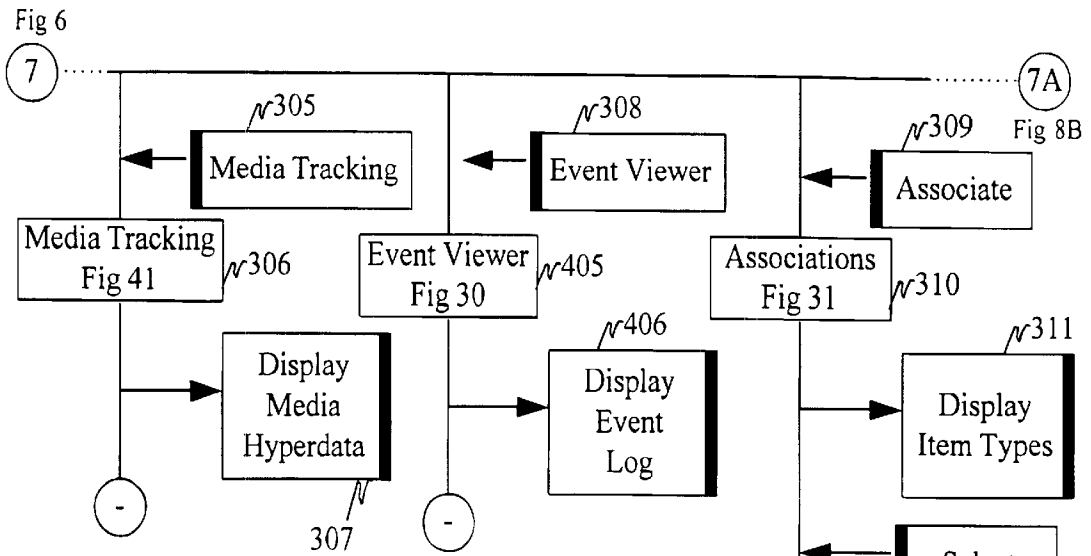 Fig 6
7
7A
Fig 8B
305
Media Tracking
308
Event Viewer
309
Associate
Media Tracking
Fig 41
306
Event Viewer
Fig 30
405
Associations
Fig 31
310
Display
Media
Hyperdata
307
406
Display
Event
Log
311
Display
Item Types
-
-